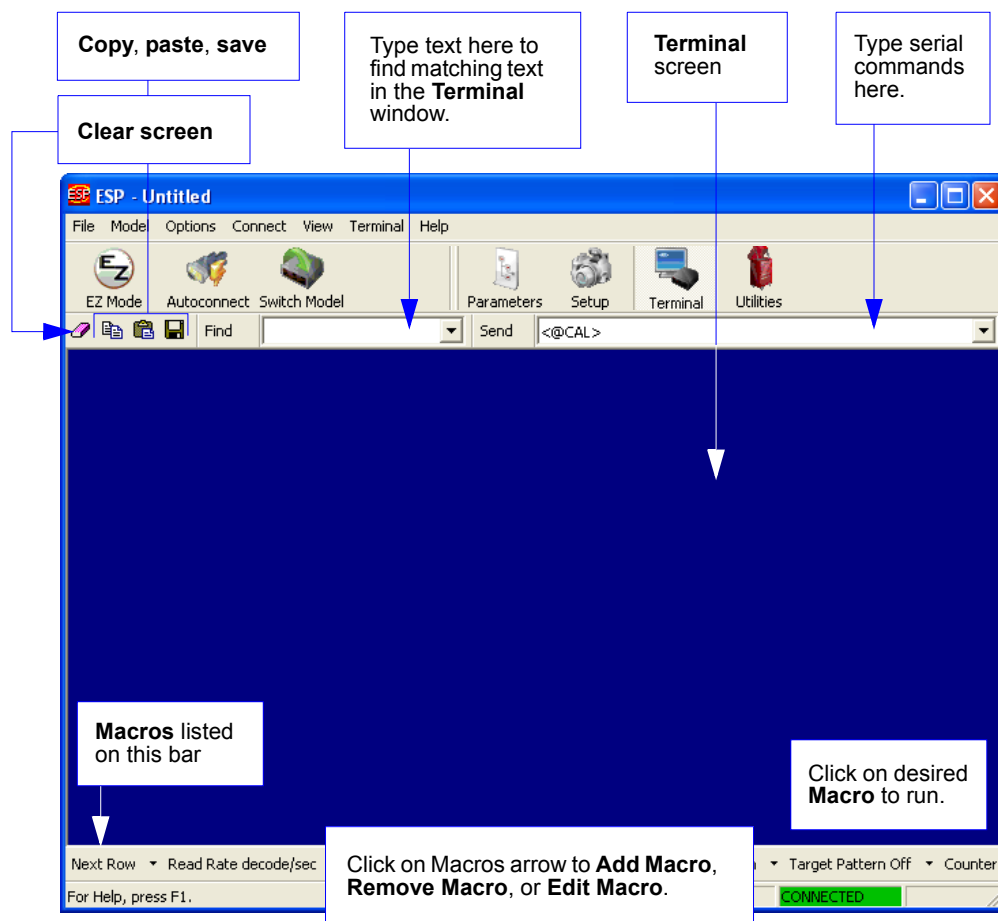 Copy, paste, save
Clear screen
Type text here to
find matching text
in the Terminal
window.
Terminal
screen
Type serial
commands
here.
ESP - Untitled
File Model Options Connect View Terminal Help
EZ
EZ Mode Autoconnect Switch Model Parameters Setup Terminal Utilities
Find Send <@CAL>
Macros listed
on this bar
Click on desired
Macro to run.
Next Row Read Rate decode/sec Target Pattern Off Counter
Click on Macros arrow to Add Macro,
Remove Macro, or Edit Macro.
For Help, press F1. CONNECTED